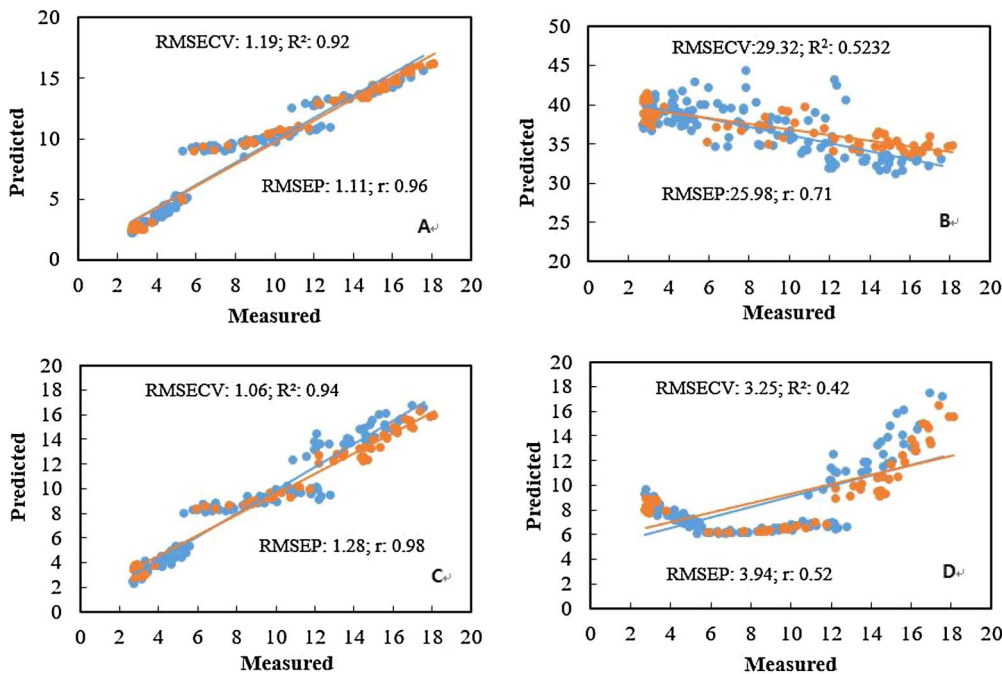 20
RMSECV: 1.19; R²: 0.92
15
10
5
0
Predicted
RMSEP: 1.11; r: 0.96
A↵
0 2 4 6 8 10 12 14 16 18 20
Measured
50
RMSECV:29.32; R²: 0.5232
45
40
35
30
25
20
Predicted
RMSEP:25.98; r: 0.71
B↵
0 2 4 6 8 10 12 14 16 18 20
Measured
20
RMSECV: 1.06; R²: 0.94
18
16
14
12
10
8
6
4
2
0
Predicted
RMSEP: 1.28; r: 0.98
C↵
0 2 4 6 8 10 12 14 16 18 20
Measured
20
RMSECV: 3.25; R²: 0.42
18
16
14
12
10
8
6
4
2
0
Predicted
RMSEP: 3.94; r: 0.52
D↵
0 2 4 6 8 10 12 14 16 18 20
Measured